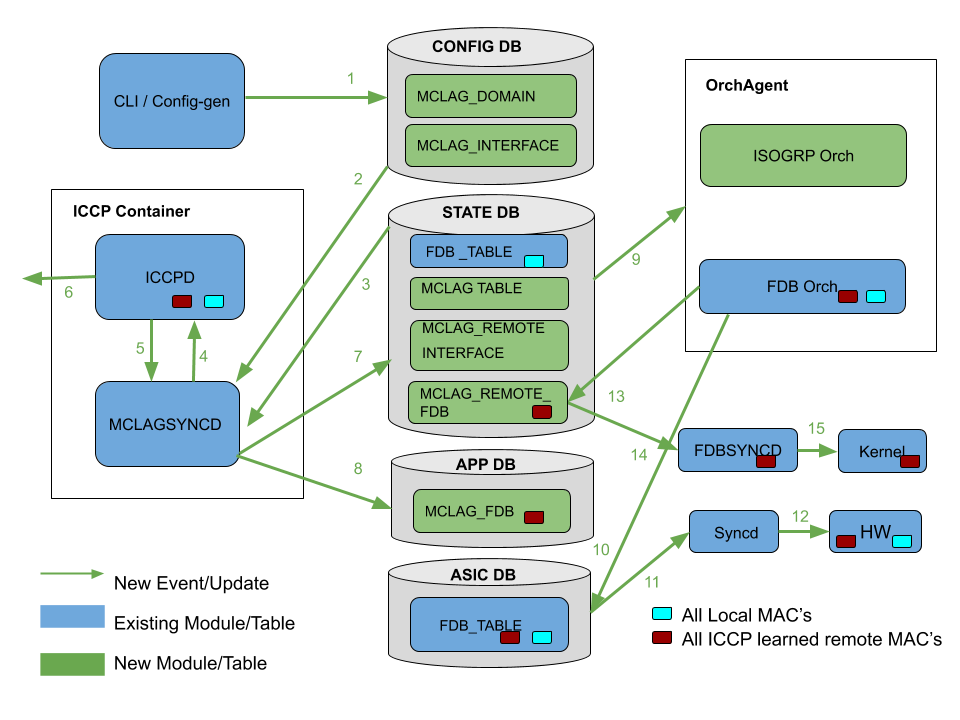 CONFIG DB
MCLAG_DOMAIN
MCLAG_INTERFACE
CLI / Config-gen
1
2
OrchAgent
ISOGRP Orch
FDB Orch
ICCP Container
ICCPD
6
5
4
MCLAGSYNCD
STATE DB
FDB _TABLE
MCLAG TABLE
MCLAG_REMOTE
INTERFACE
MCLAG_REMOTE_
FDB
3
7
9
13
14
8
APP DB
MCLAG_FDB
FDBSYNCD
15
Kernel
10
ASIC DB
FDB_TABLE
11
Syncd
12
HW
New Event/Update
Existing Module/Table
New Module/Table
All Local MAC's
All ICCP learned remote MAC's